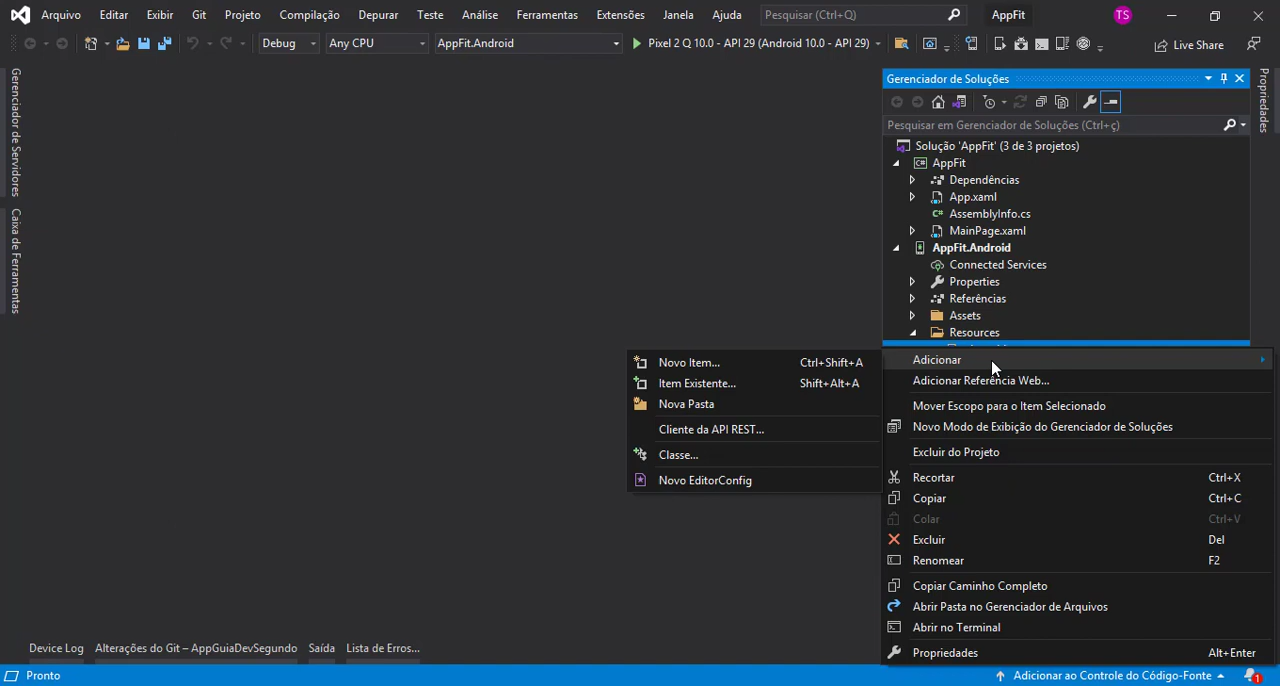 Arquivo Editar Exibir Git Projeto Compilação Depurar Teste Análise Ferramentas Extensões Janela Ajuda Pesquisar (Ctrl+Q) AppFit TS
Debug Any CPU AppFit.Android Pixel 2 Q 10.0 - API 29 (Android 10.0 - API 29) Live Share
Gerenciador de Servidores
Caixa de Ferramentas
Gerenciador de Soluções
Pesquisar em Gerenciador de Soluções (Ctrl+ç)
Solução 'AppFit' (3 de 3 projetos)
C# AppFit
Dependências
App.xaml
C# AssemblyInfo.cs
MainPage.xaml
AppFit.Android
Connected Services
Properties
Referências
Assets
Resources
Propriedades
Novo Item... Ctrl+Shift+A
Item Existente... Shift+Alt+A
Nova Pasta
Cliente da API REST...
Classe...
Novo EditorConfig
Adicionar
Adicionar Referência Web...
Mover Escopo para o Item Selecionado
Novo Modo de Exibição do Gerenciador de Soluções
Excluir do Projeto
Recortar Ctrl+X
Copiar Ctrl+C
Colar Ctrl+V
Excluir Del
Renomear F2
Copiar Caminho Completo
Abrir Pasta no Gerenciador de Arquivos
Abrir no Terminal
Propriedades Alt+Enter
Device Log Alterações do Git – AppGuiaDevSegundo Saída Lista de Erros...
Pronto Adicionar ao Controle do Código-Fonte 1